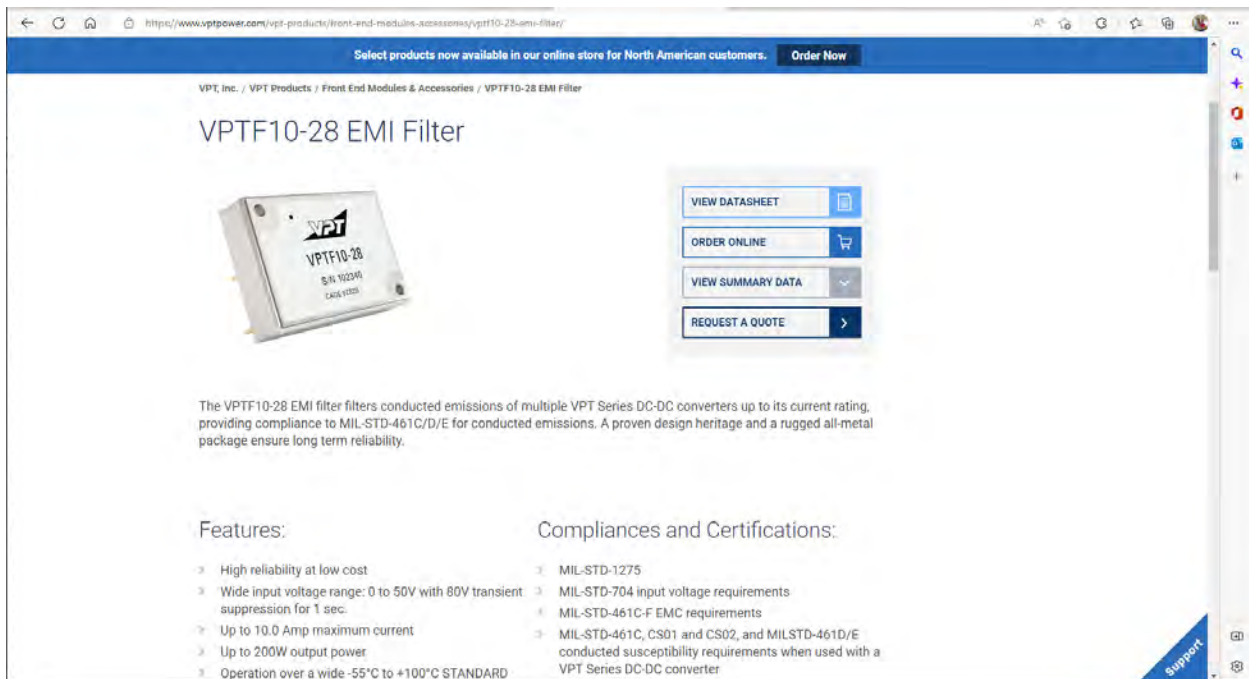 https://www.vptpower.com/vpt-products/front-end-modules-accessories/vptf10-28-emi-filter/
Select products now available in our online store for North American customers. Order Now
VPT, Inc. / VPT Products / Front End Modules & Accessories / VPTF10-28 EMI Filter
VPTF10-28 EMI Filter
VPT
VPTF10-28
S/N 102340
VIEW DATASHEET
ORDER ONLINE
VIEW SUMMARY DATA
REQUEST A QUOTE
The VPTF10-28 EMI filter filters conducted emissions of multiple VPT Series DC-DC converters up to its current rating,
providing compliance to MIL-STD-461C/D/E for conducted emissions. A proven design heritage and a rugged all-metal
package ensure long term reliability.
Features:
High reliability at low cost
Wide input voltage range: 0 to 50V with 80V transient
suppression for 1 sec.
Up to 10.0 Amp maximum current
Up to 200W output power
Operation over a wide -55°C to +100°C STANDARD
Compliances and Certifications:
MIL-STD-1275
MIL-STD-704 input voltage requirements
MIL-STD-461C-F EMC requirements
MIL-STD-461C, CS01 and CS02, and MILSTD-461D/E
conducted susceptibility requirements when used with a
VPT Series DC-DC converter
Support